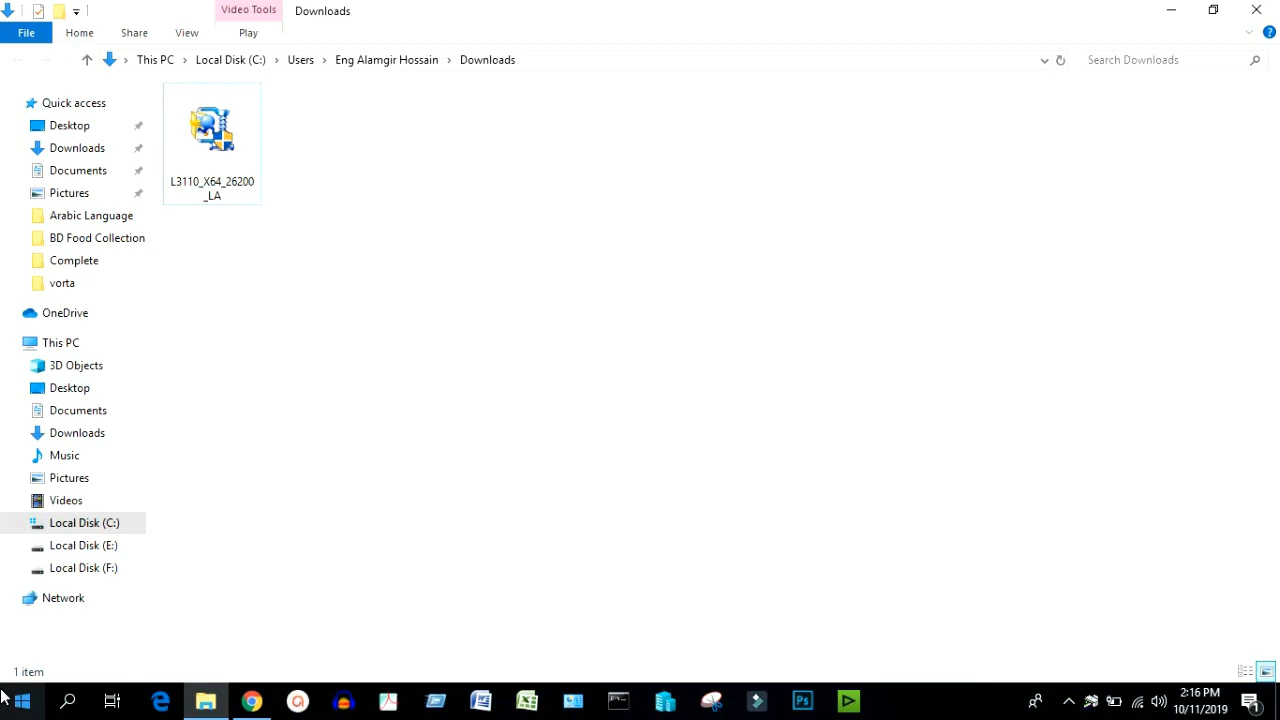 Video Tools
Downloads
File
Home
Share
View
Play
This PC
Local Disk (C:)
Users
Eng Alamgir Hossain
Downloads
Search Downloads
Quick access
Desktop
Downloads
Documents
Pictures
Arabic Language
BD Food Collection
Complete
vorta
OneDrive
This PC
3D Objects
Desktop
Documents
Downloads
Music
Pictures
Videos
Local Disk (C:)
Local Disk (E:)
Local Disk (F:)
Network
L3110_X64_26200
_LA
1 item
Ps
2:16 PM
10/11/2019
1